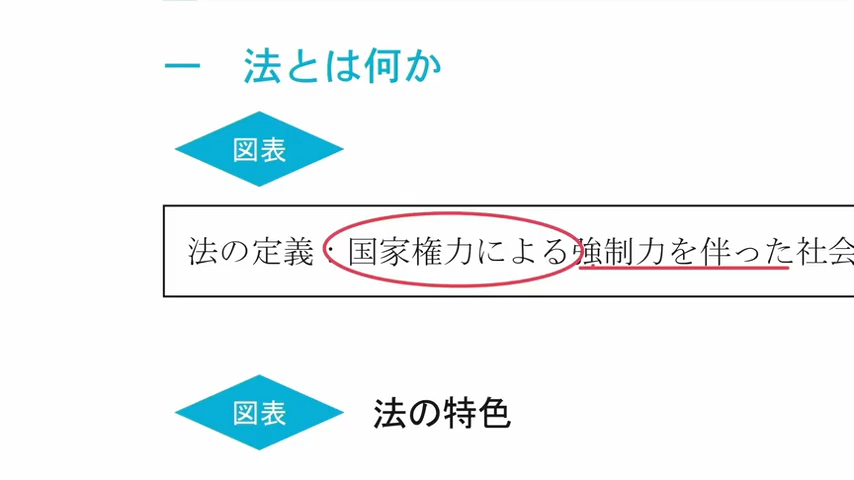 一　法とは何か
図表
法の定義：国家権力による強制力を伴った社会
図表　法の特色